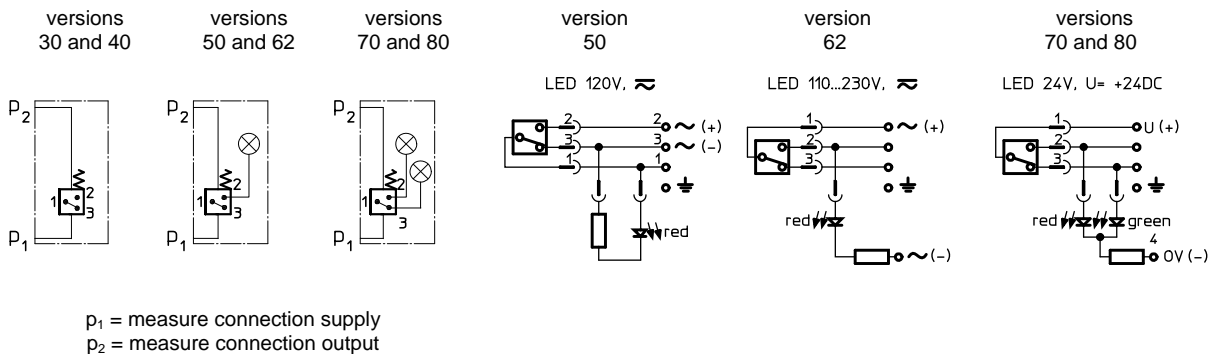 versions
30 and 40
versions
50 and 62
versions
70 and 80
version
50
version
62
versions
70 and 80
LED 120V,
LED 110...230V,
LED 24V, U= +24DC
p2
1
2
3
p1
p2
1
2
3
p1
p2
1
2
3
p1
2
2
~ (+)
3
3
~ (-)
1
1
red
1
~ (+)
2
3
red
~ (-)
1
U (+)
2
3
red
green
4
0V (-)
p₁ = measure connection supply
p₂ = measure connection output